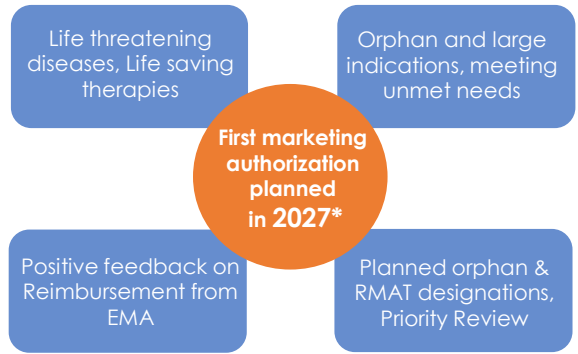 Life threatening
diseases, Life saving
therapies
Orphan and large
indications, meeting
unmet needs
First marketing
authorization
planned
in 2027*
Positive feedback on
Reimbursement from
EMA
Planned orphan &
RMAT designations,
Priority Review